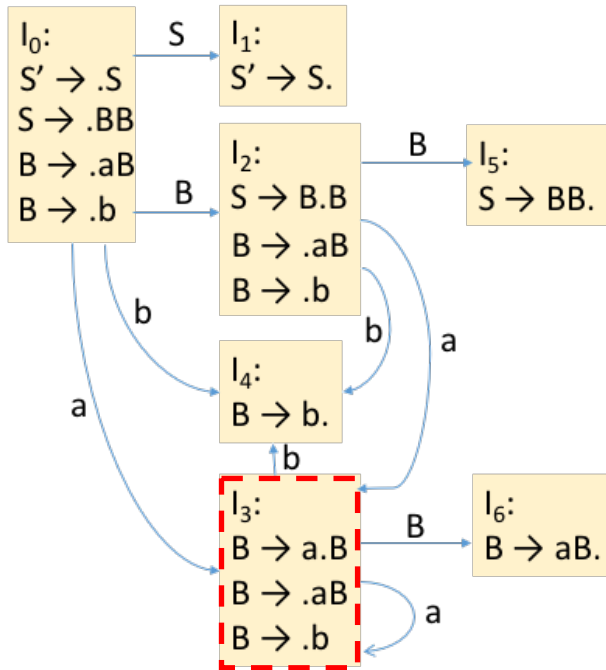 I₀:
S' → .S
S → .BB
B → .aB
B → .b
S
I₁:
S' → S.
B
I₂:
S → B.B
B → .aB
B → .b
B
I₅:
S → BB.
b
a
b
a
I₄:
B → b.
b
I₃:
B → a.B
B → .aB
B → .b
B
I₆:
B → aB.
a